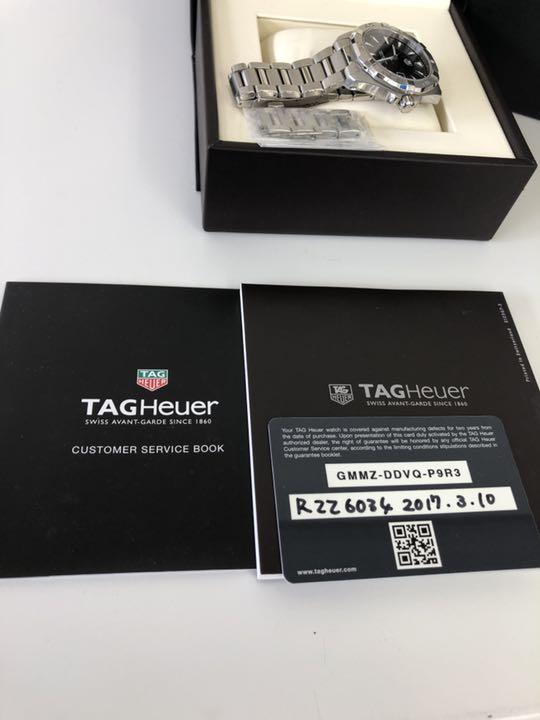 TAG
HEUER
TAGHeuer
SWISS AVANT-GARDE SINCE 1860
CUSTOMER SERVICE BOOK
Printed in Switzerland
TAG
HEUER
TAGHeuer
SWISS AVANT-GARDE SINCE 1860
Your TAG Heuer watch is covered against manufacturing defects for two years from
the date of purchase. Upon presentation of this card duly activated by the TAG Heuer
authorized dealer, the right of guarantee will be honored by any official TAG Heuer
Customer Service center, according to the limiting conditions stipulations described in
the guarantee booklet.
GMMZ-DDVQ-P9R3
RZZ6034 2017.3.10
www.tagheuer.com